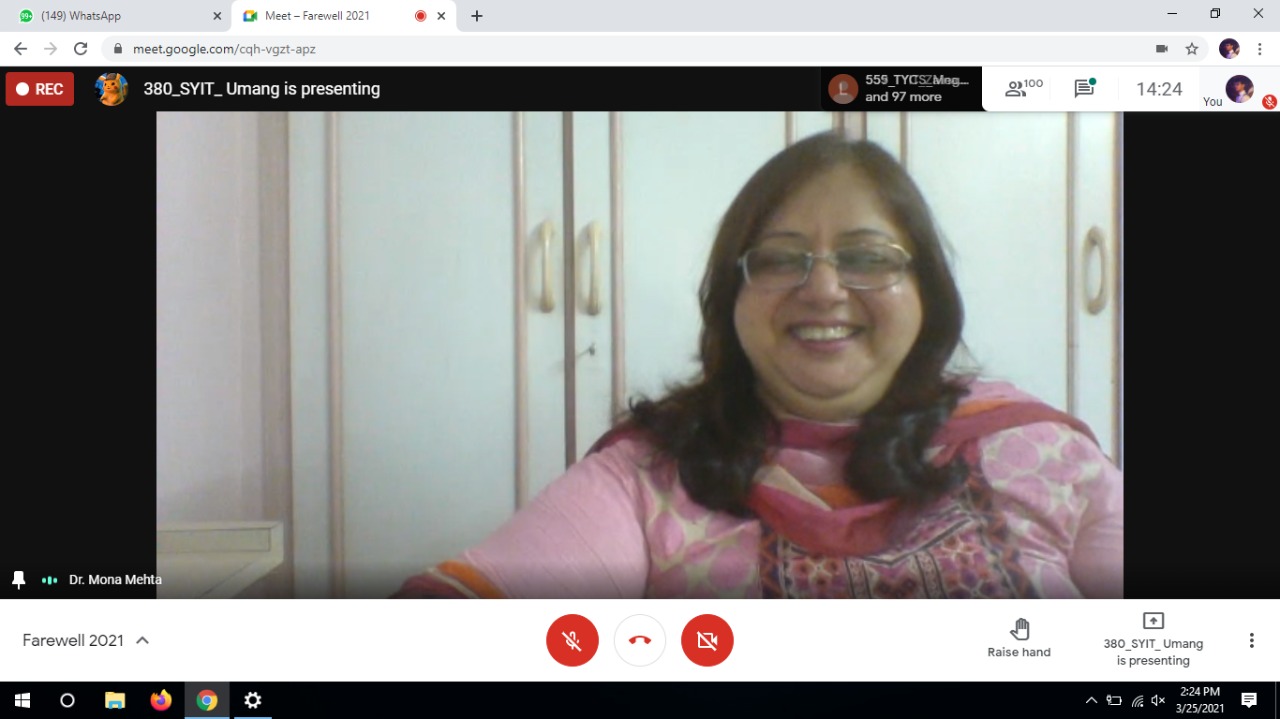 (149) WhatsApp
Meet – Farewell 2021
meet.google.com/cqh-vgzt-apz
REC
380_SYIT_ Umang is presenting
and 97 more
100
14:24
You
Dr. Mona Mehta
Farewell 2021
Raise hand
380_SYIT_ Umang
is presenting
2:24 PM
3/25/2021